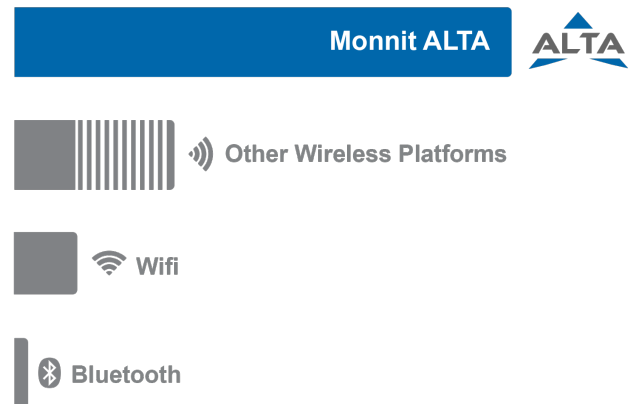 Monnit ALTA
ALTA
Other Wireless Platforms
Wifi
Bluetooth